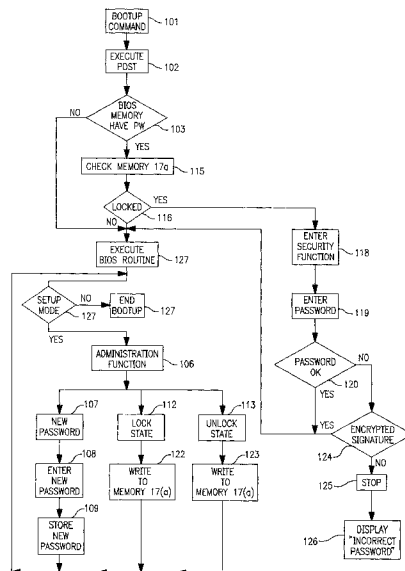 BOOTUP
COMMAND
101
EXECUTE
POST
102
NO
BIOS
MEMORY
HAVE PW
103
YES
CHECK MEMORY 17a
115
LOCKED
YES
116
NO
ENTER
SECURITY
FUNCTION
118
EXECUTE
BIOS ROUTINE
127
ENTER
PASSWORD
119
SETUP
MODE
127
NO
END
BOOTUP
127
YES
PASSWORD
OK
NO
120
YES
ADMINISTRATION
FUNCTION
106
107
NEW
PASSWORD
112
LOCK
STATE
113
UNLOCK
STATE
YES
ENCRYPTED
SIGNATURE
124
NO
108
ENTER
NEW
PASSWORD
122
WRITE
TO
MEMORY 17(a)
123
WRITE
TO
MEMORY 17(a)
125
STOP
109
STORE
NEW
PASSWORD
126
DISPLAY
"INCORRECT
PASSWORD"